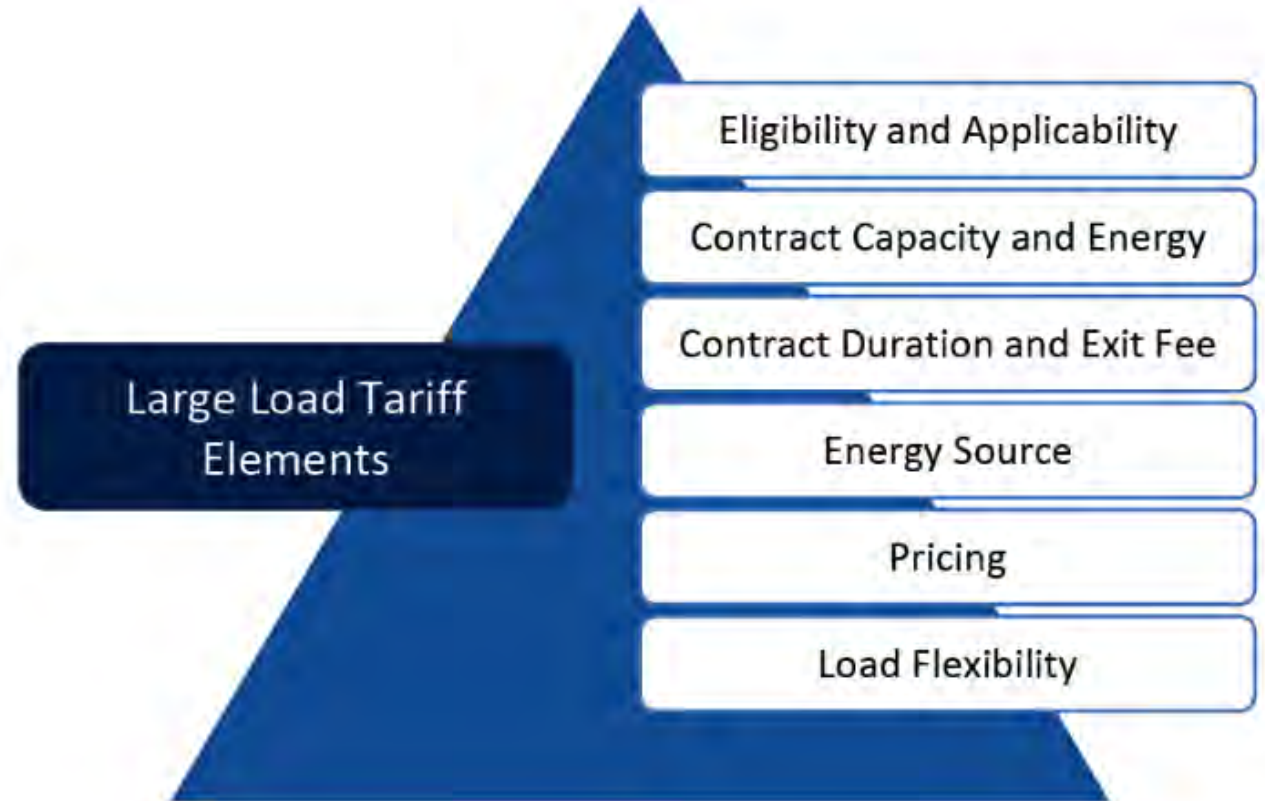 Eligibility and Applicability
Contract Capacity and Energy
Contract Duration and Exit Fee
Large Load Tariff
Elements
Energy Source
Pricing
Load Flexibility